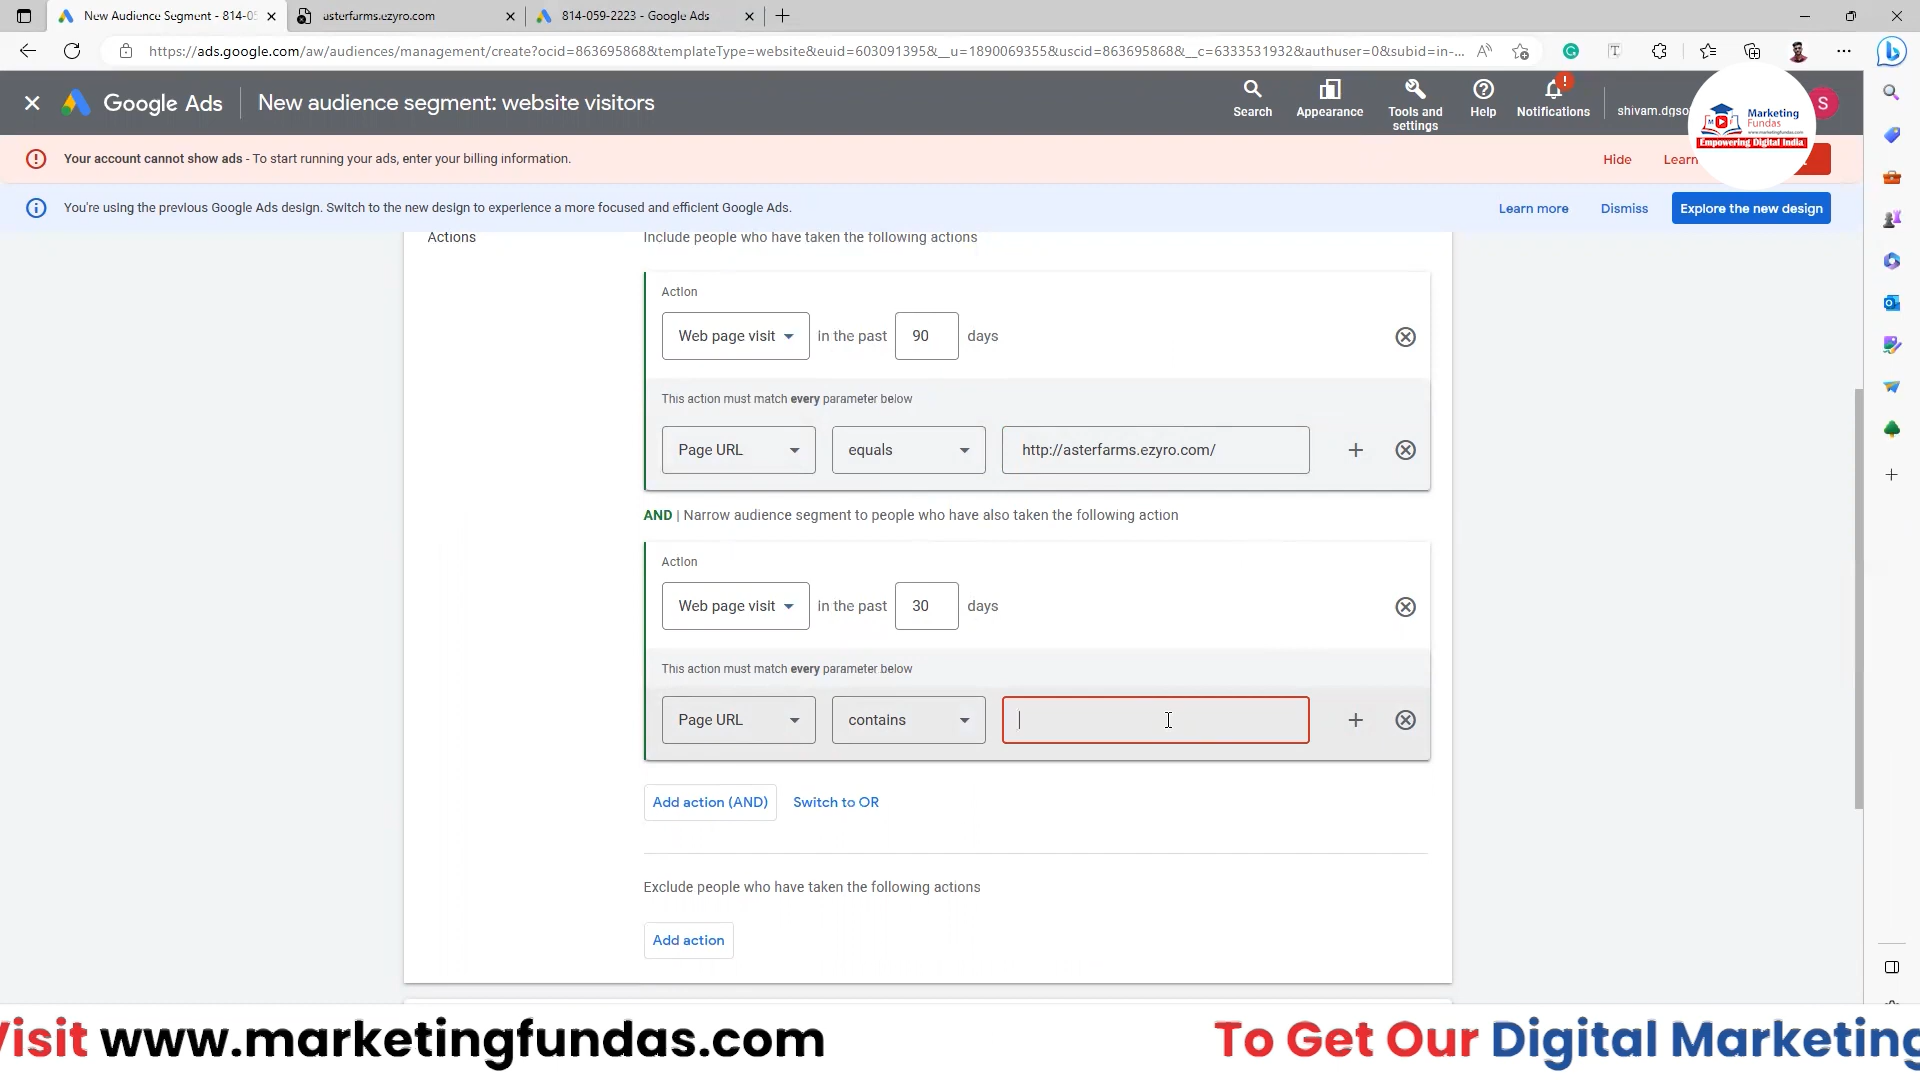 New Audience Segment - 814-05
asterfarms.ezyro.com
814-059-2223 - Google Ads
https://ads.google.com/aw/audiences/management/create?ocid=863695868&templateType=website&euid=603091395&__u=1890069355&uscid=863695868&__c=6333531932&authuser=0&subid=in-...
Google Ads
New audience segment: website visitors
Search
Appearance
Tools and settings
Help
Notifications
shivam.dgso
S
Marketing
Fundas
www.marketingfundas.com
Empowering Digital India
Your account cannot show ads - To start running your ads, enter your billing information.
Hide
Learn
You're using the previous Google Ads design. Switch to the new design to experience a more focused and efficient Google Ads.
Learn more
Dismiss
Explore the new design
Actions
Include people who have taken the following actions
Action
Web page visit in the past 90 days
This action must match every parameter below
Page URL equals http://asterfarms.ezyro.com/
AND | Narrow audience segment to people who have also taken the following action
Action
Web page visit in the past 30 days
This action must match every parameter below
Page URL contains
Add action (AND) Switch to OR
Exclude people who have taken the following actions
Add action
Visit www.marketingfundas.com To Get Our Digital Marketing